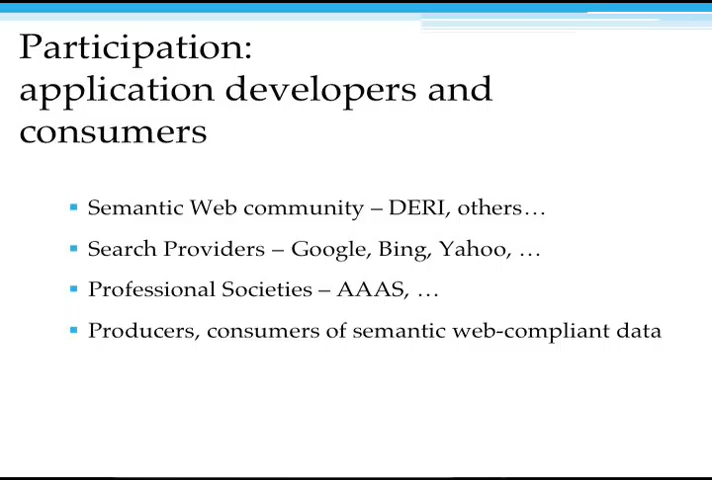 Participation:
application developers and
consumers
▪ Semantic Web community – DERI, others…
▪ Search Providers – Google, Bing, Yahoo, …
▪ Professional Societies – AAAS, …
▪ Producers, consumers of semantic web-compliant data